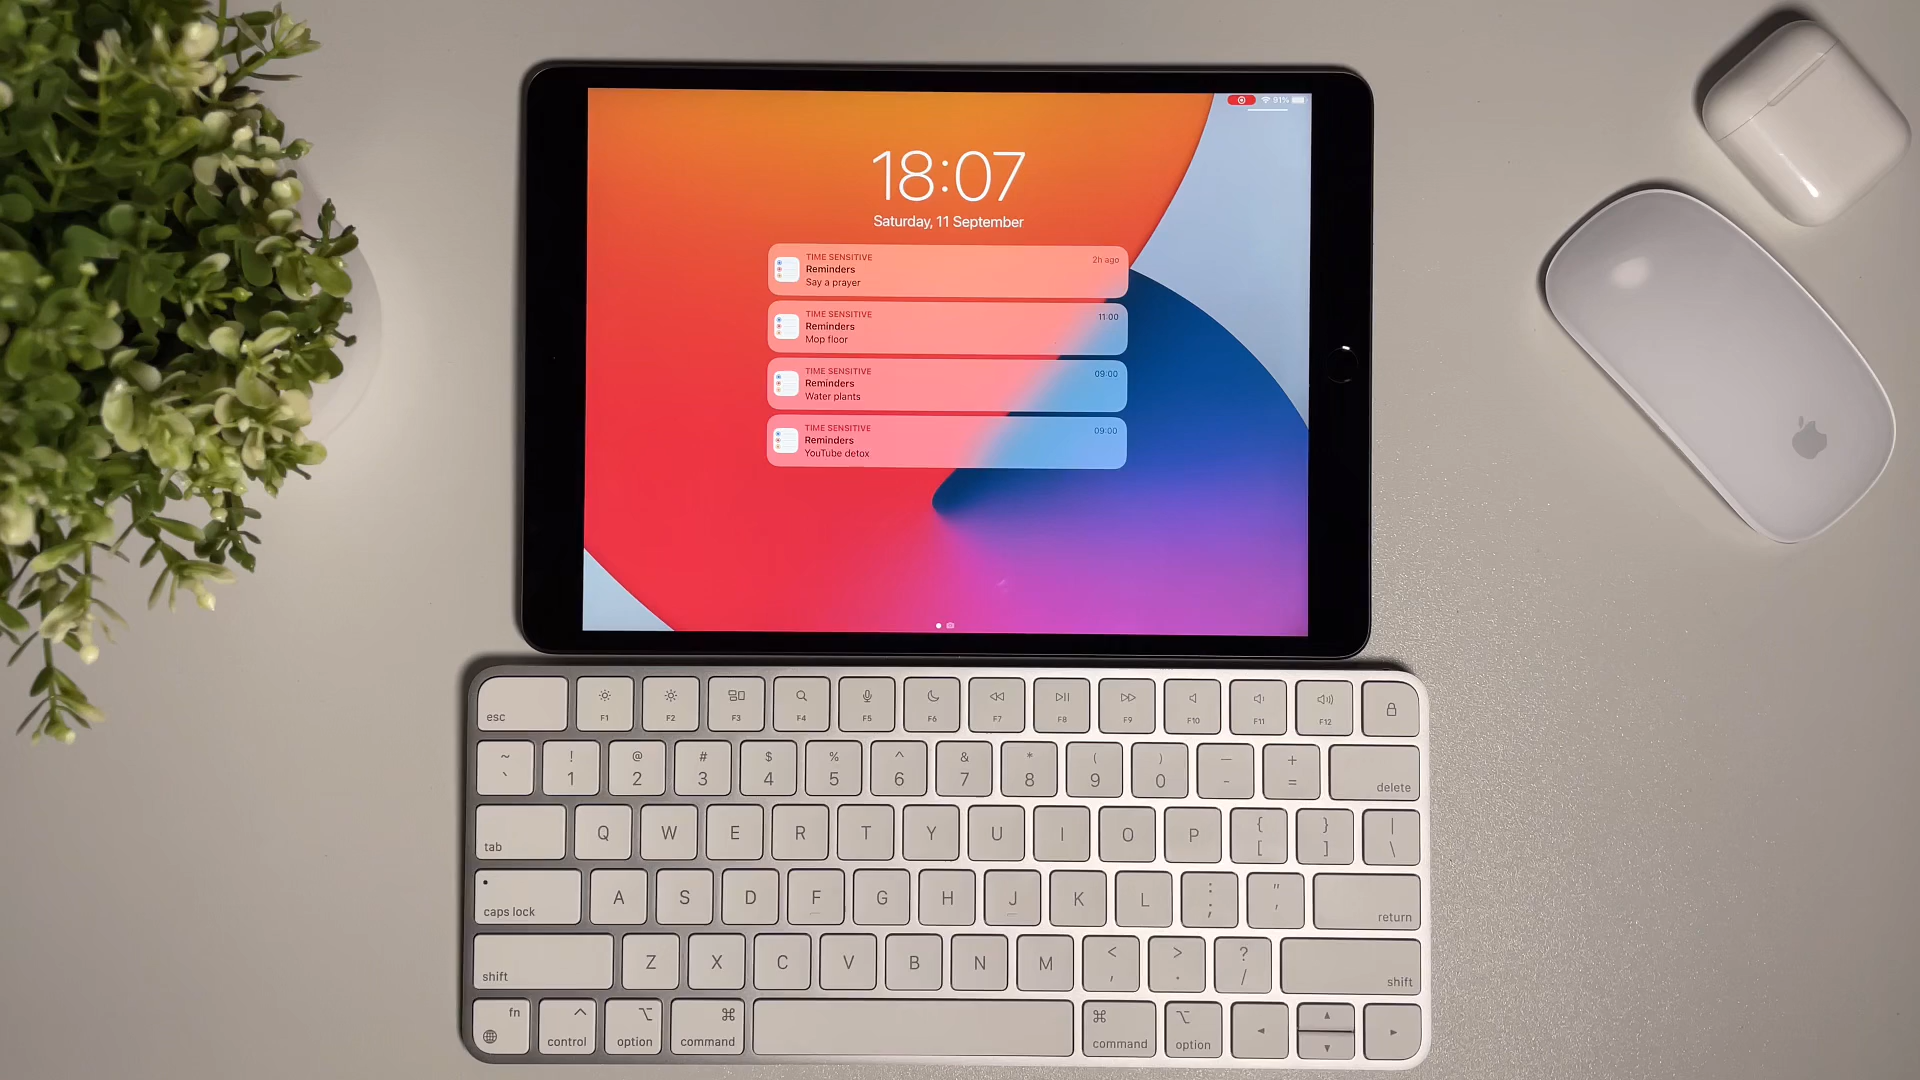 91%
18:07
Saturday, 11 September
TIME SENSITIVE
2h ago
Reminders
Say a prayer
TIME SENSITIVE
11:00
Reminders
Mop floor
TIME SENSITIVE
09:00
Reminders
Water plants
TIME SENSITIVE
09:00
Reminders
YouTube detox
esc F1 F2 F3 F4 F5 F6 F7 F8 F9 F10 F11 F12
~ ! @ # $ % ^ & * ( ) — +
` 1 2 3 4 5 6 7 8 9 0 - = delete
tab Q W E R T Y U I O P { [ } ] | \
caps lock A S D F G H J K L : ; " ' return
shift Z X C V B N M < , > . ? / shift
fn control option command command option